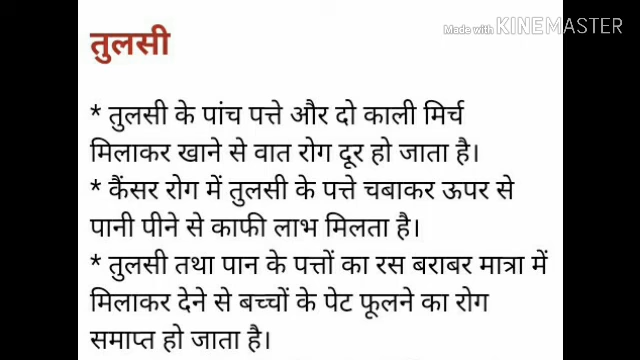 Made with KINEMASTER
तुलसी
* तुलसी के पांच पत्ते और दो काली मिर्च
मिलाकर खाने से वात रोग दूर हो जाता है।
* कैंसर रोग में तुलसी के पत्ते चबाकर ऊपर से
पानी पीने से काफी लाभ मिलता है।
* तुलसी तथा पान के पत्तों का रस बराबर मात्रा में
मिलाकर देने से बच्चों के पेट फूलने का रोग
समाप्त हो जाता है।